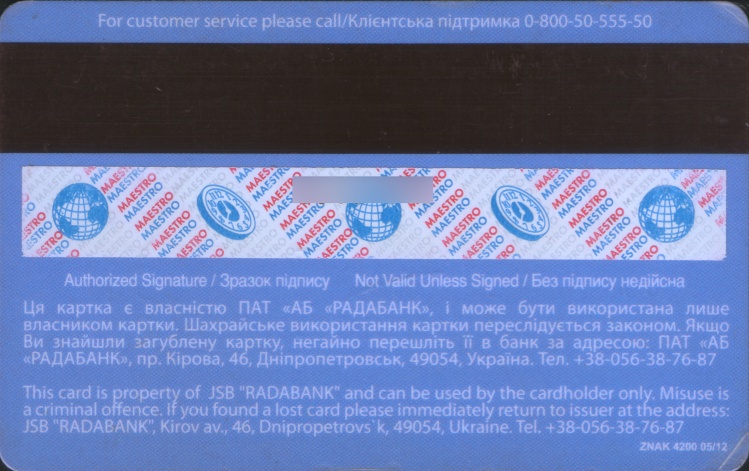 For customer service please call/Клієнтська підтримка 0-800-50-555-50
MAESTRO MAESTRO MAESTRO MAESTRO MAESTRO
Authorized Signature / Зразок підпису Not Valid Unless Signed / Без підпису недійсна
Ця картка є власністю ПАТ «АБ «РАДАБАНК», і може бути використана лише
власником картки. Шахрайське використання картки переслідується законом. Якщо
Ви знайшли загублену картку, негайно перешліть її в банк за адресою: ПАТ «АБ
«РАДАБАНК», пр. Кірова, 46, Дніпропетровськ, 49054, Україна. Тел. +38-056-38-76-87
This card is property of JSB "RADABANK" and can be used by the cardholder only. Misuse is
a criminal offence. If you found a lost card please immediately return to issuer at the address:
JSB "RADABANK", Kirov av., 46, Dnipropetrovs`k, 49054, Ukraine. Tel. +38-056-38-76-87
ZNAK 4200 05/12